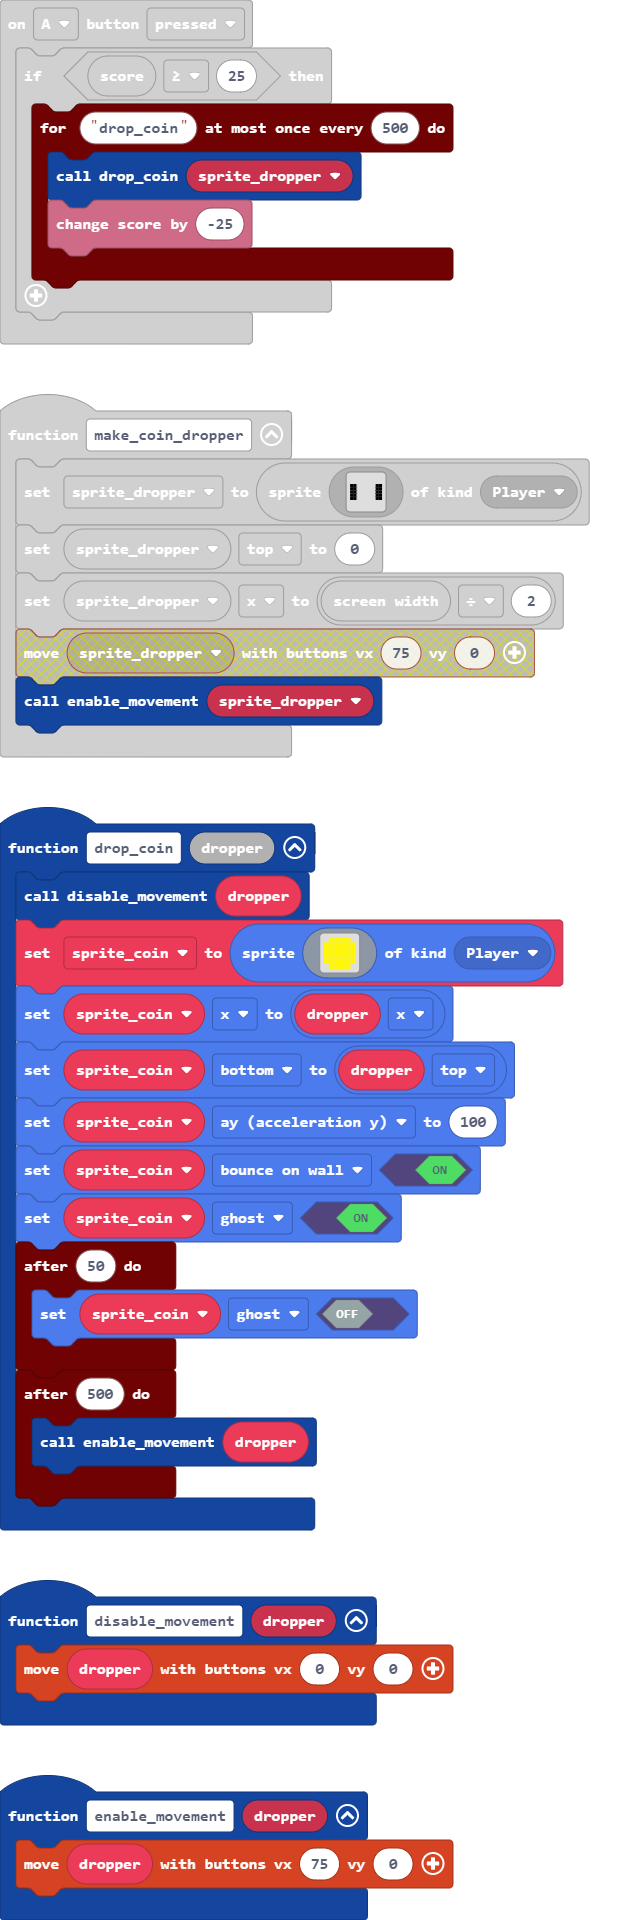 on A button pressed
if score ≥ 25 then
for "drop_coin" at most once every 500 do
call drop_coin sprite_dropper
change score by -25
function make_coin_dropper
set sprite_dropper to sprite of kind Player
set sprite_dropper top to 0
set sprite_dropper x to screen width ÷ 2
move sprite_dropper with buttons vx 75 vy 0
call enable_movement sprite_dropper
function drop_coin dropper
call disable_movement dropper
set sprite_coin to sprite of kind Player
set sprite_coin x to dropper x
set sprite_coin bottom to dropper top
set sprite_coin ay (acceleration y) to 100
set sprite_coin bounce on wall ON
set sprite_coin ghost ON
after 50 do
set sprite_coin ghost OFF
after 500 do
call enable_movement dropper
function disable_movement dropper
move dropper with buttons vx 0 vy 0
function enable_movement dropper
move dropper with buttons vx 75 vy 0